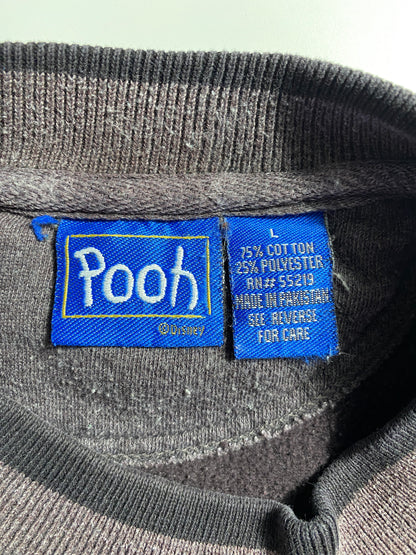 Pooh
©Disney
L
75% COTTON
25% POLYESTER
RN# 55219
MADE IN PAKISTAN
SEE REVERSE
FOR CARE